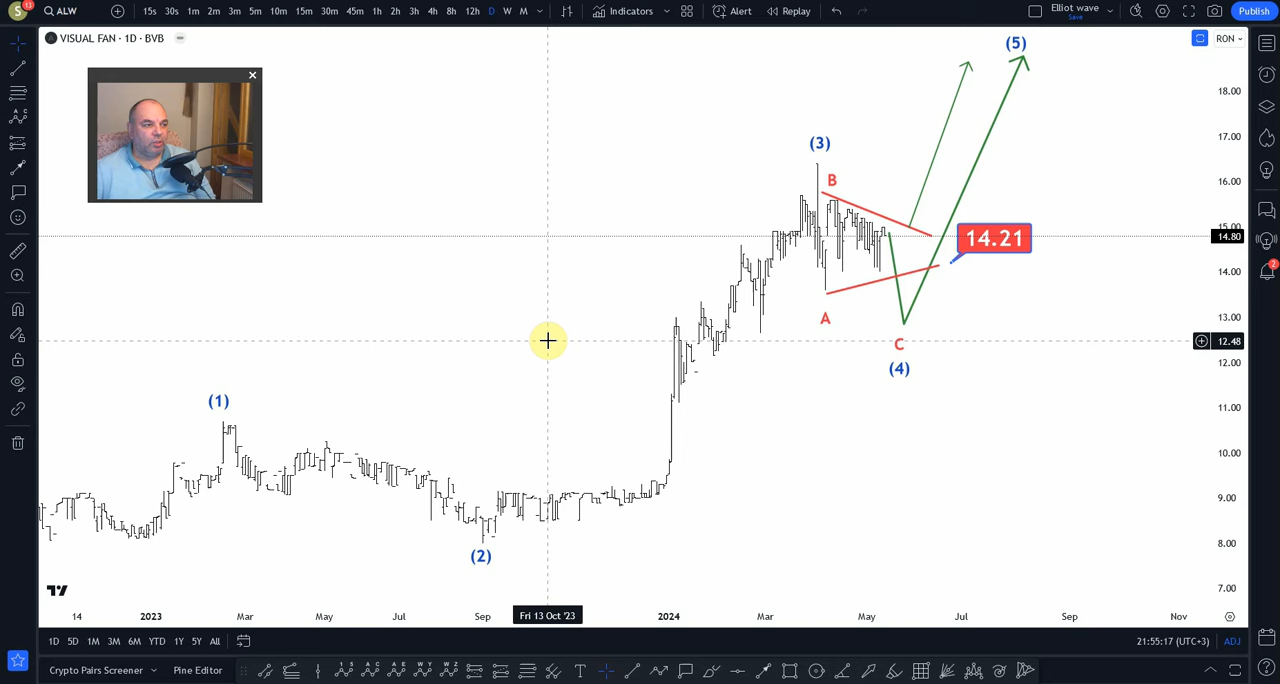 S 13 ALW 15s 30s 1m 2m 3m 5m 10m 15m 30m 45m 1h 2h 3h 4h 8h 12h D W M Indicators Alert Replay Elliot wave Save Publish
VISUAL FAN · 1D · BVB
RON
(5)
18.00
17.00
(3)
16.00
B
15.00
14.80
14.21
14.00
2
13.00
A
12.48
C
12.00
(4)
11.00
(1)
10.00
9.00
8.00
(2)
7.00
14 2023 Mar May Jul Sep Fri 13 Oct '23 2024 Mar May Jul Sep Nov
1D 5D 1M 3M 6M YTD 1Y 5Y All 21:55:17 (UTC+3) ADJ
Crypto Pairs Screener Pine Editor